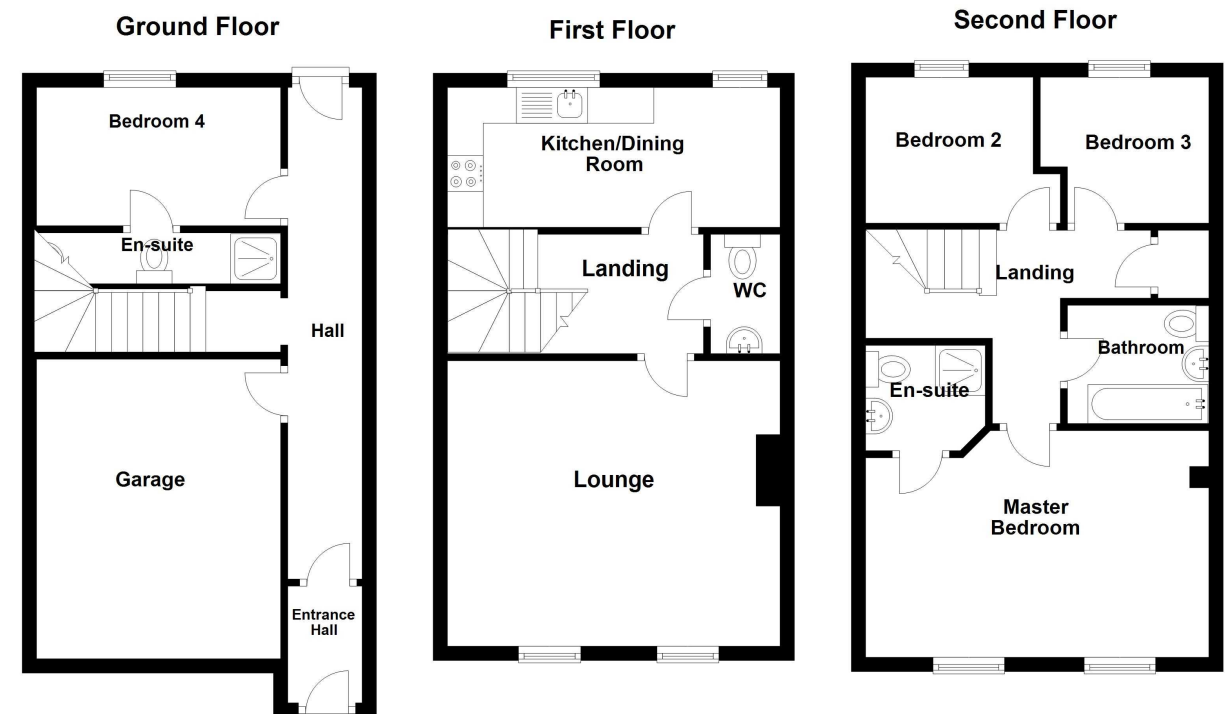 Ground Floor
Bedroom 4
En-suite
Hall
Garage
Entrance
Hall
First Floor
Kitchen/Dining
Room
Landing
WC
Lounge
Second Floor
Bedroom 2
Bedroom 3
Landing
Bathroom
En-suite
Master
Bedroom